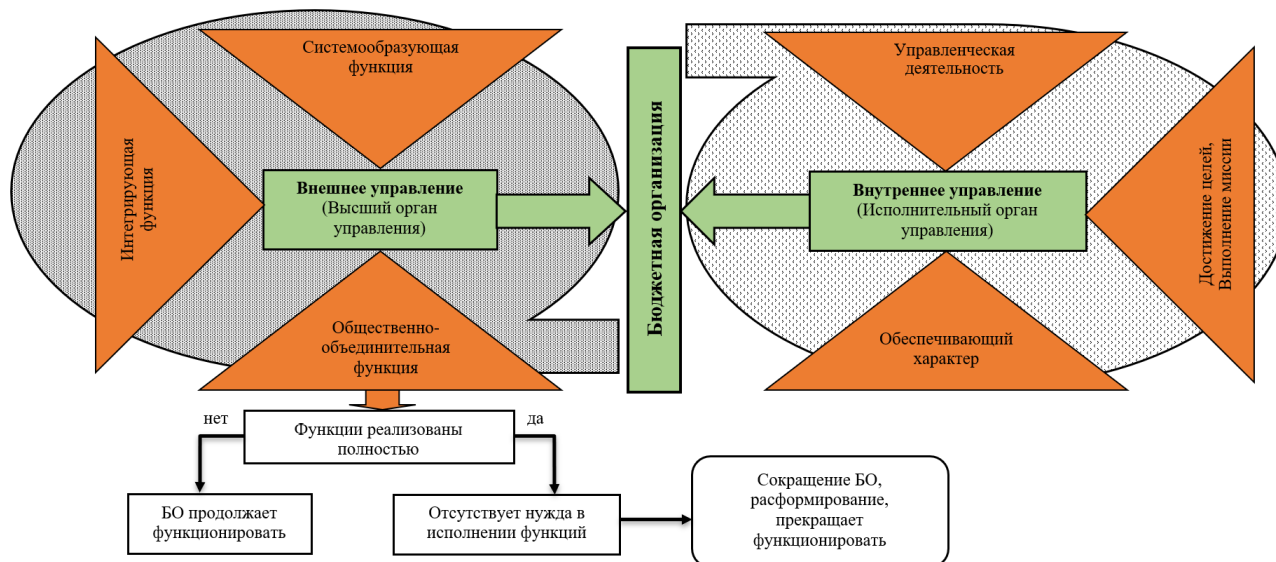 Системообразующая
функция
Интегрирующая
функция
Внешнее управление
(Высший орган
управления)
Общественно-
объединительная
функция
Бюджетная организация
Управленческая
деятельность
Внутреннее управление
(Исполнительный орган
управления)
Достижение целей,
Выполнение миссии
Обеспечивающий
характер
нет
Функции реализованы
полностью
да
БО продолжает
функционировать
Отсутствует нужда в
исполнении функций
Сокращение БО,
расформирование,
прекращает
функционировать